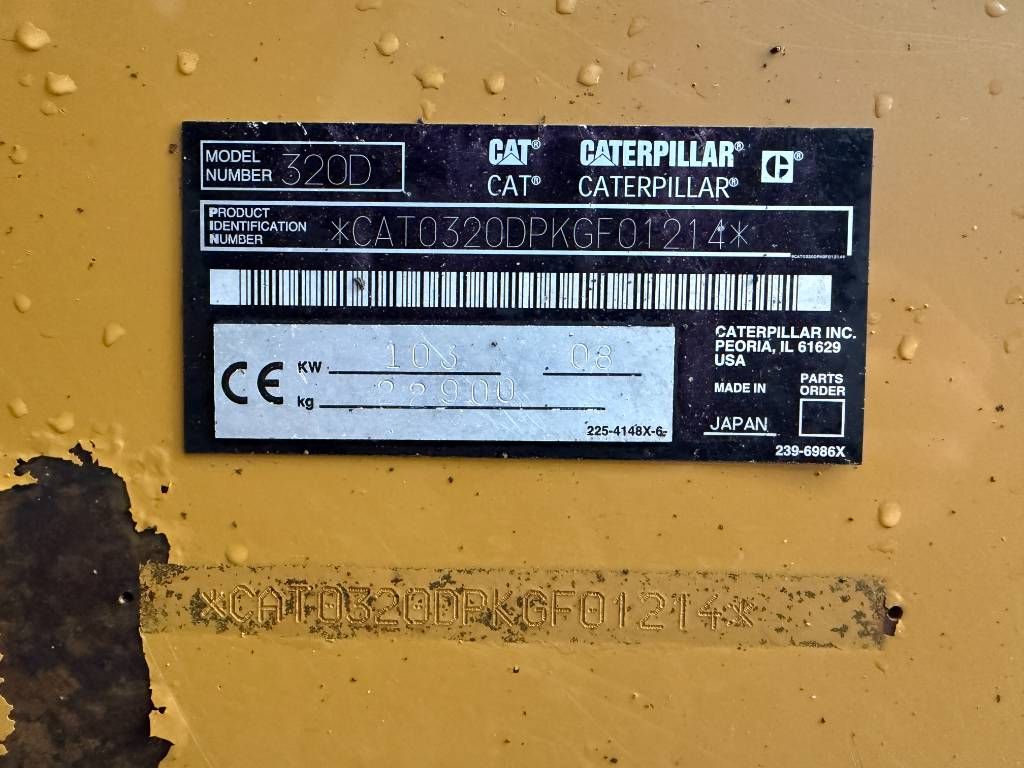 MODEL NUMBER 320D
CAT® CATERPILLAR® C®
CAT® CATERPILLAR®
PRODUCT IDENTIFICATION NUMBER *CAT0320DPKGF01214*
*CAT0320DPKGF01214*
CE KW 103 08
kg 22900
225-4148X-6
CATERPILLAR INC.
PEORIA, IL 61629
USA
MADE IN JAPAN
PARTS ORDER
239-6986X
*CAT0320DPKGF01214*